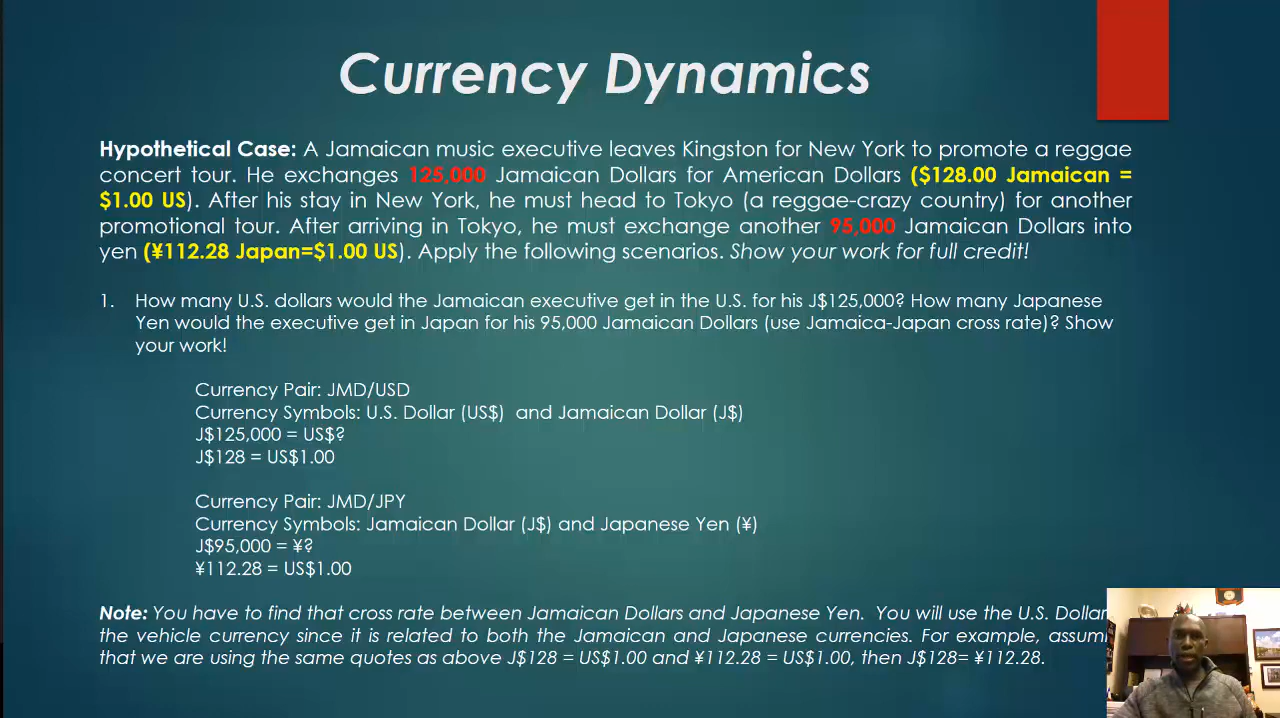 Currency Dynamics
Hypothetical Case: A Jamaican music executive leaves Kingston for New York to promote a reggae
concert tour. He exchanges 125,000 Jamaican Dollars for American Dollars ($128.00 Jamaican =
$1.00 US). After his stay in New York, he must head to Tokyo (a reggae-crazy country) for another
promotional tour. After arriving in Tokyo, he must exchange another 95,000 Jamaican Dollars into
yen (¥112.28 Japan=$1.00 US). Apply the following scenarios. Show your work for full credit!
1. How many U.S. dollars would the Jamaican executive get in the U.S. for his J$125,000? How many Japanese
Yen would the executive get in Japan for his 95,000 Jamaican Dollars (use Jamaica-Japan cross rate)? Show
your work!
Currency Pair: JMD/USD
Currency Symbols: U.S. Dollar (US$) and Jamaican Dollar (J$)
J$125,000 = US$?
J$128 = US$1.00
Currency Pair: JMD/JPY
Currency Symbols: Jamaican Dollar (J$) and Japanese Yen (¥)
J$95,000 = ¥?
¥112.28 = US$1.00
Note: You have to find that cross rate between Jamaican Dollars and Japanese Yen. You will use the U.S. Dollar
the vehicle currency since it is related to both the Jamaican and Japanese currencies. For example, assumi
that we are using the same quotes as above J$128 = US$1.00 and ¥112.28 = US$1.00, then J$128= ¥112.28.